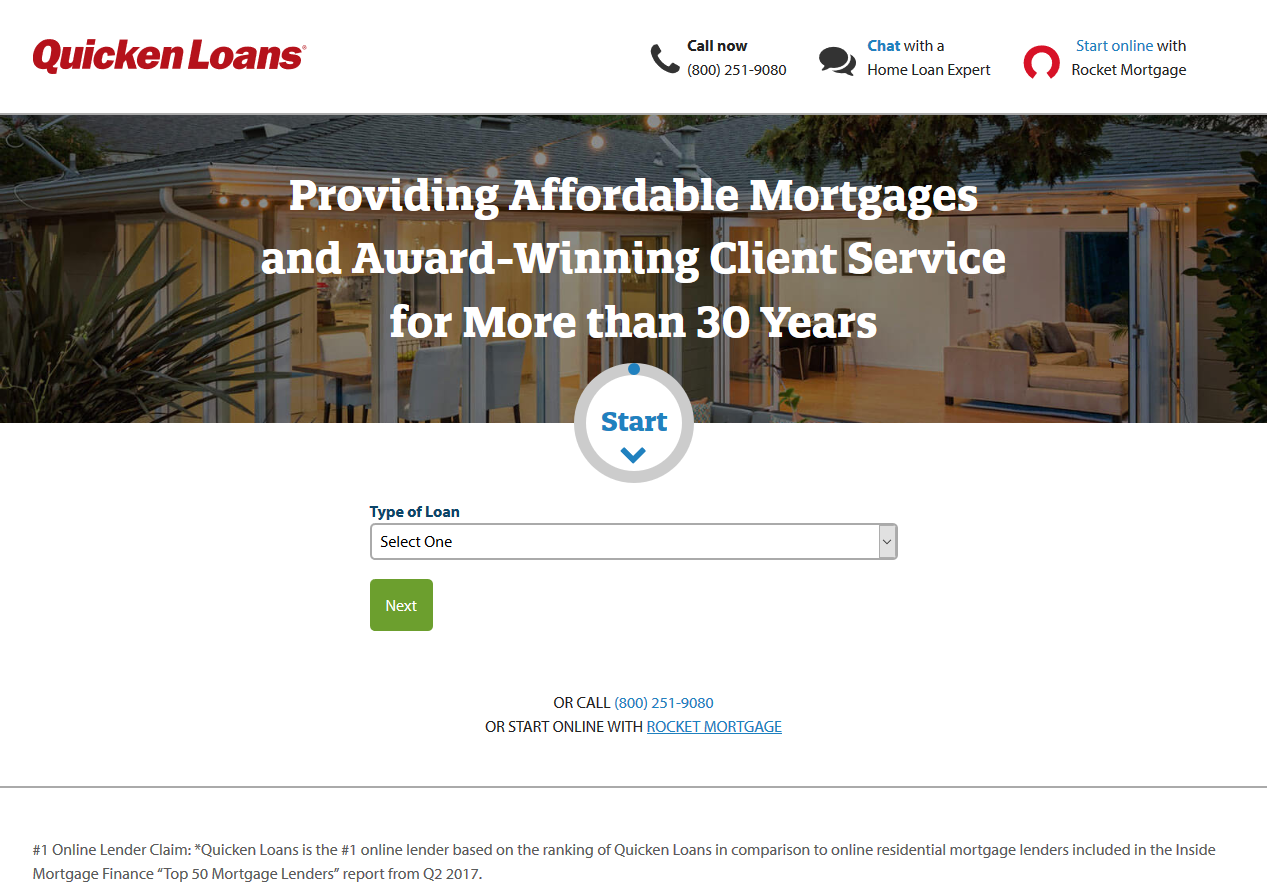 Quicken Loans®
Call now
(800) 251-9080
Chat with a
Home Loan Expert
Start online with
Rocket Mortgage
Providing Affordable Mortgages
and Award-Winning Client Service
for More than 30 Years
Start
Type of Loan
Select One
Next
OR CALL (800) 251-9080
OR START ONLINE WITH ROCKET MORTGAGE
#1 Online Lender Claim: *Quicken Loans is the #1 online lender based on the ranking of Quicken Loans in comparison to online residential mortgage lenders included in the Inside
Mortgage Finance “Top 50 Mortgage Lenders” report from Q2 2017.